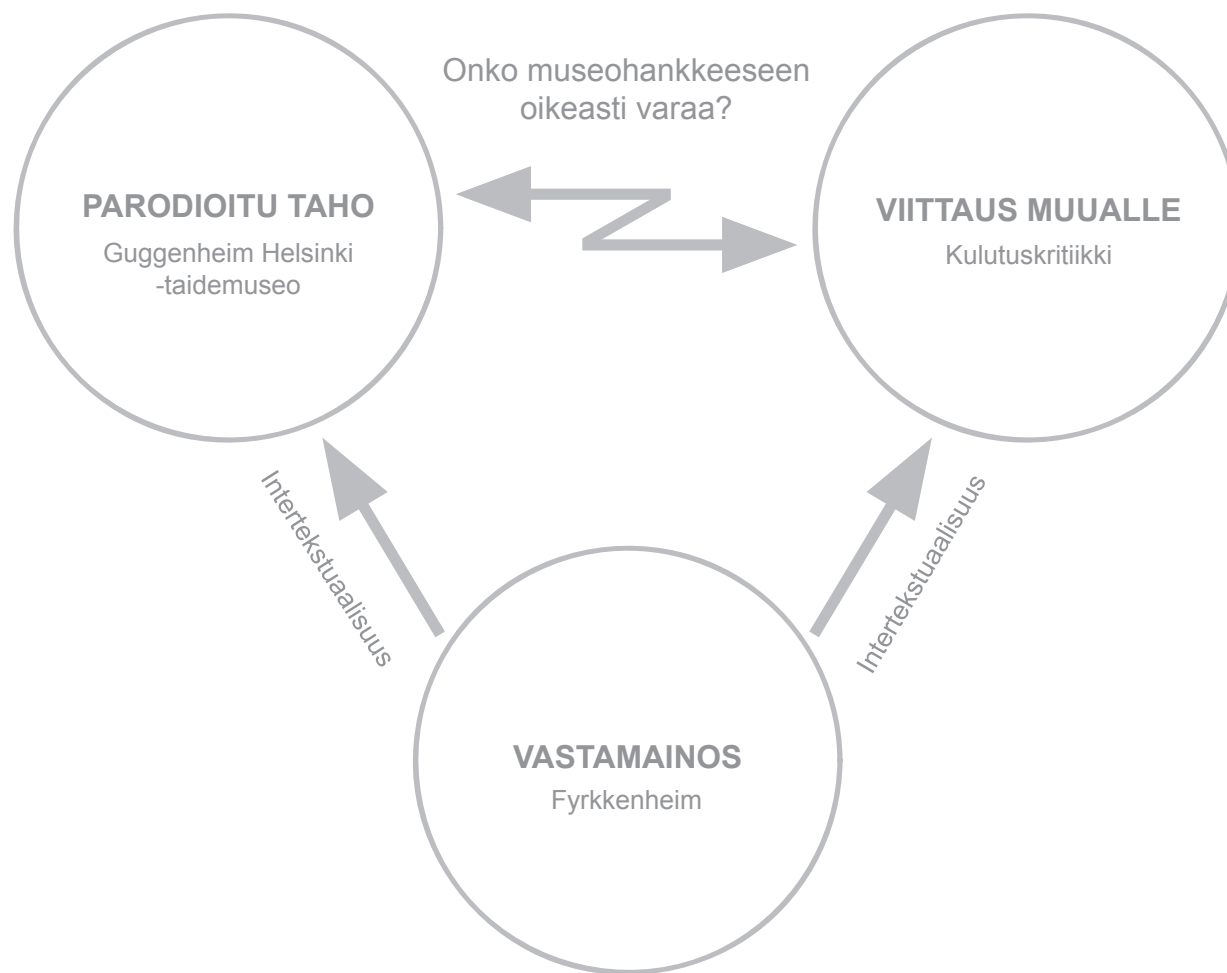 Onko museohankkeeseen
oikeasti varaa?
PARODIOITU TAHO
Guggenheim Helsinki
-taidemuseo
VIITTAUS MUUALLE
Kulutuskritiikki
Intertekstuaalisuus
Intertekstuaalisuus
VASTAMAINOS
Fyrkkenheim